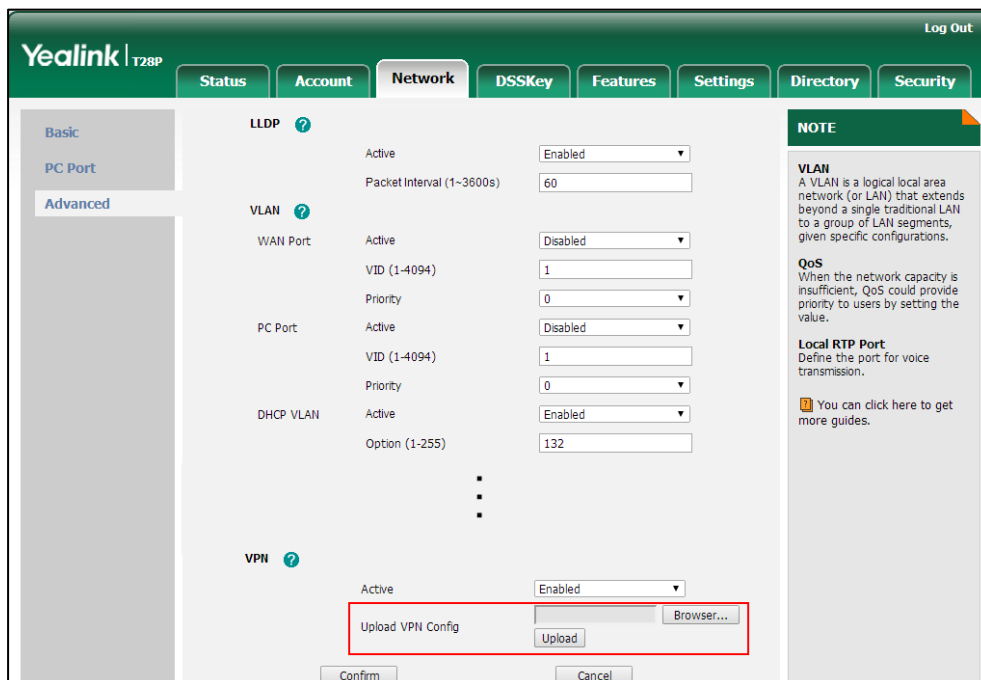 Log Out
Yealink T28P
Status Account Network DSSKey Features Settings Directory Security
Basic
PC Port
Advanced
LLDP ?
Active Enabled
Packet Interval (1~3600s) 60
VLAN ?
WAN Port Active Disabled
VID (1-4094) 1
Priority 0
PC Port Active Disabled
VID (1-4094) 1
Priority 0
DHCP VLAN Active Enabled
Option (1-255) 132
VPN ?
Active Enabled
Upload VPN Config Browser...
Upload
Confirm Cancel
NOTE
VLAN
A VLAN is a logical local area
network (or LAN) that extends
beyond a single traditional LAN
to a group of LAN segments,
given specific configurations.
QoS
When the network capacity is
insufficient, QoS could provide
priority to users by setting the
value.
Local RTP Port
Define the port for voice
transmission.
? You can click here to get
more guides.